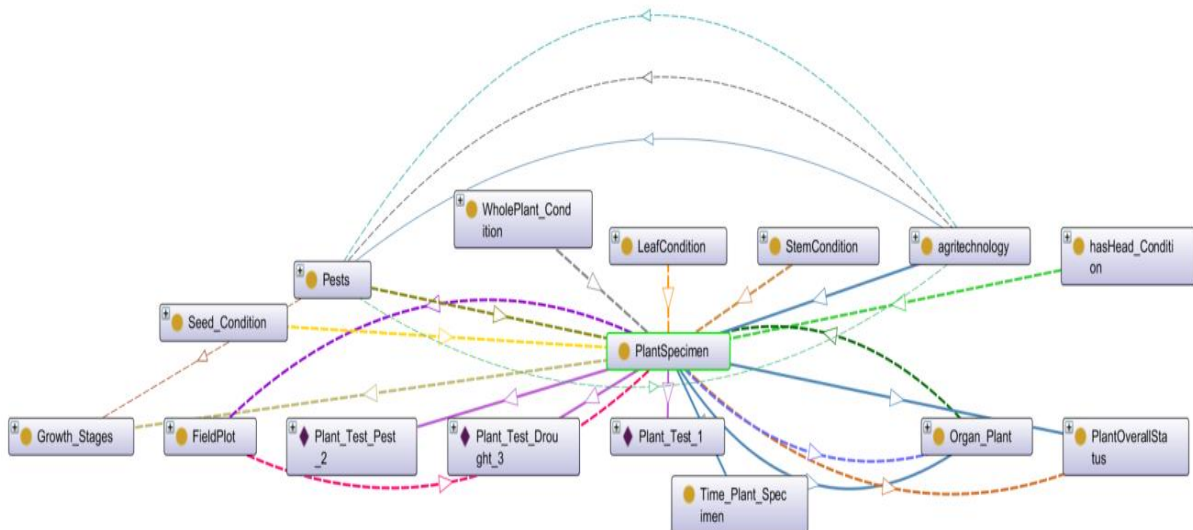 WholePlant_Cond
ition
LeafCondition
StemCondition
agritechnology
hasHead_Conditi
on
Pests
Seed_Condition
PlantSpecimen
Growth_Stages
FieldPlot
Plant_Test_Pest
_2
Plant_Test_Drou
ght_3
Plant_Test_1
Organ_Plant
PlantOverallSta
tus
Time_Plant_Spec
imen